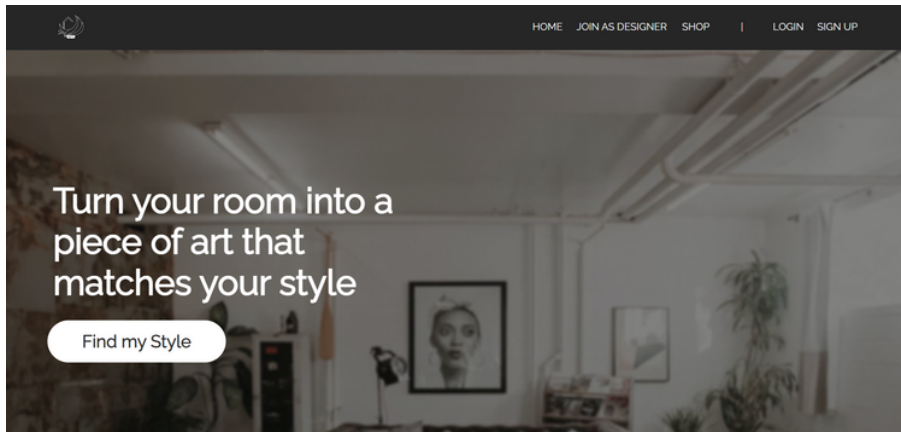 HOME JOIN AS DESIGNER SHOP | LOGIN SIGN UP
Turn your room into a
piece of art that
matches your style
Find my Style